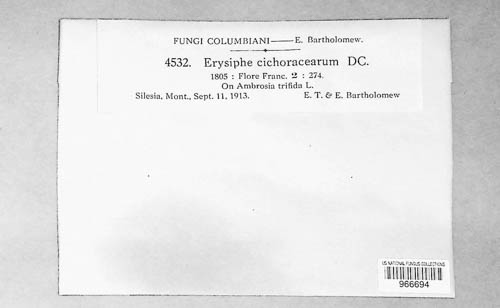 FUNGI COLUMBIANI——E. Bartholomew.
4532. Erysiphe cichoracearum DC.
1805 : Flore Franc. 2 : 274.
On Ambrosia trifida L.
Silesia, Mont., Sept. 11, 1913. E. T. & E. Bartholomew
US NATIONAL FUNGUS COLLECTIONS
966694